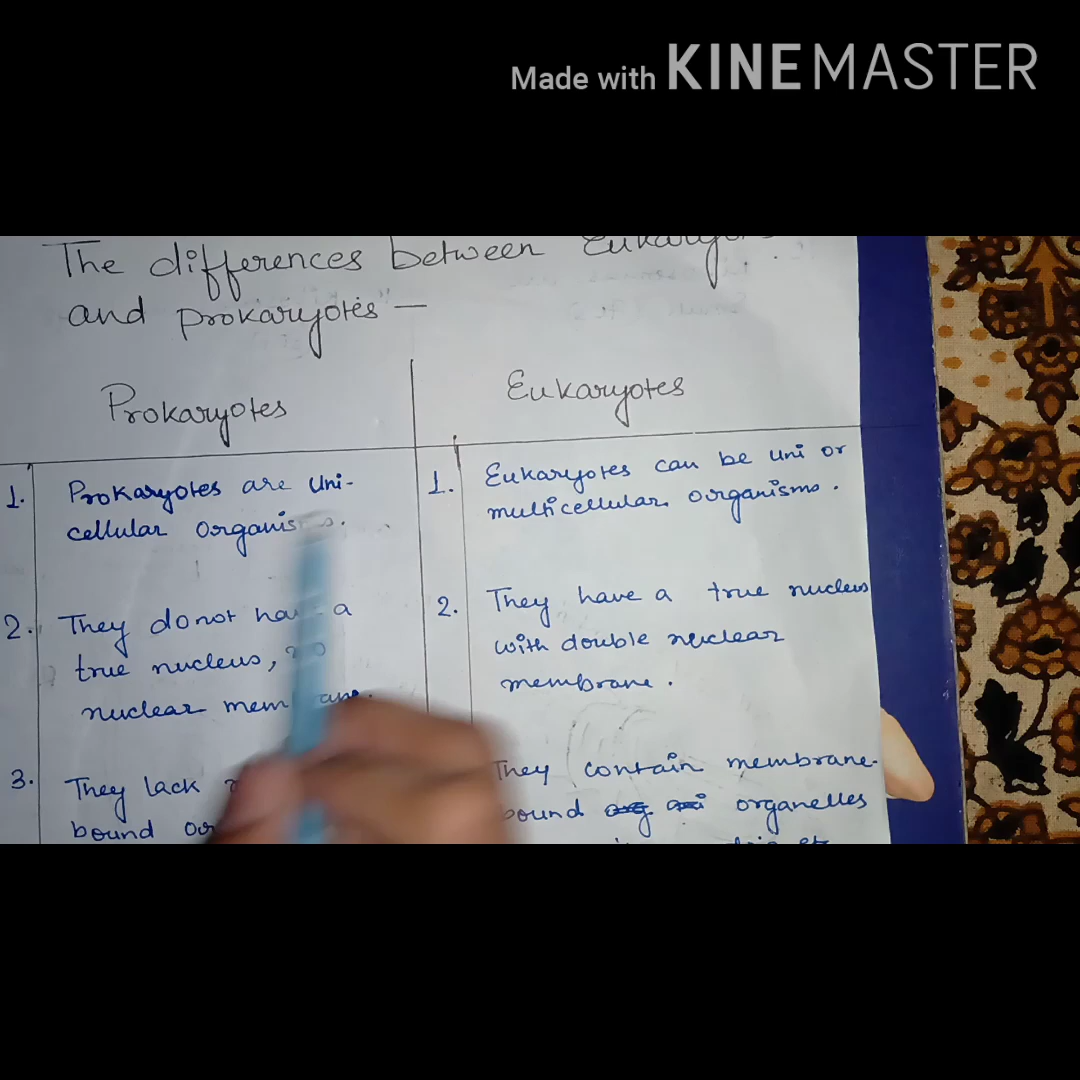 Made with KINEMASTER
The differences between
and prokaryotes —
Prokaryotes
Eukaryotes
1. Prokaryotes are uni-
cellular
2. They do not a
true nucleus,
nuclear
3. They lack
bound
1. Eukaryotes can be uni or
multicellular organisms.
2. They have a true nucleus
with double nuclear
membrane.
They contain membrane-
bound organelles